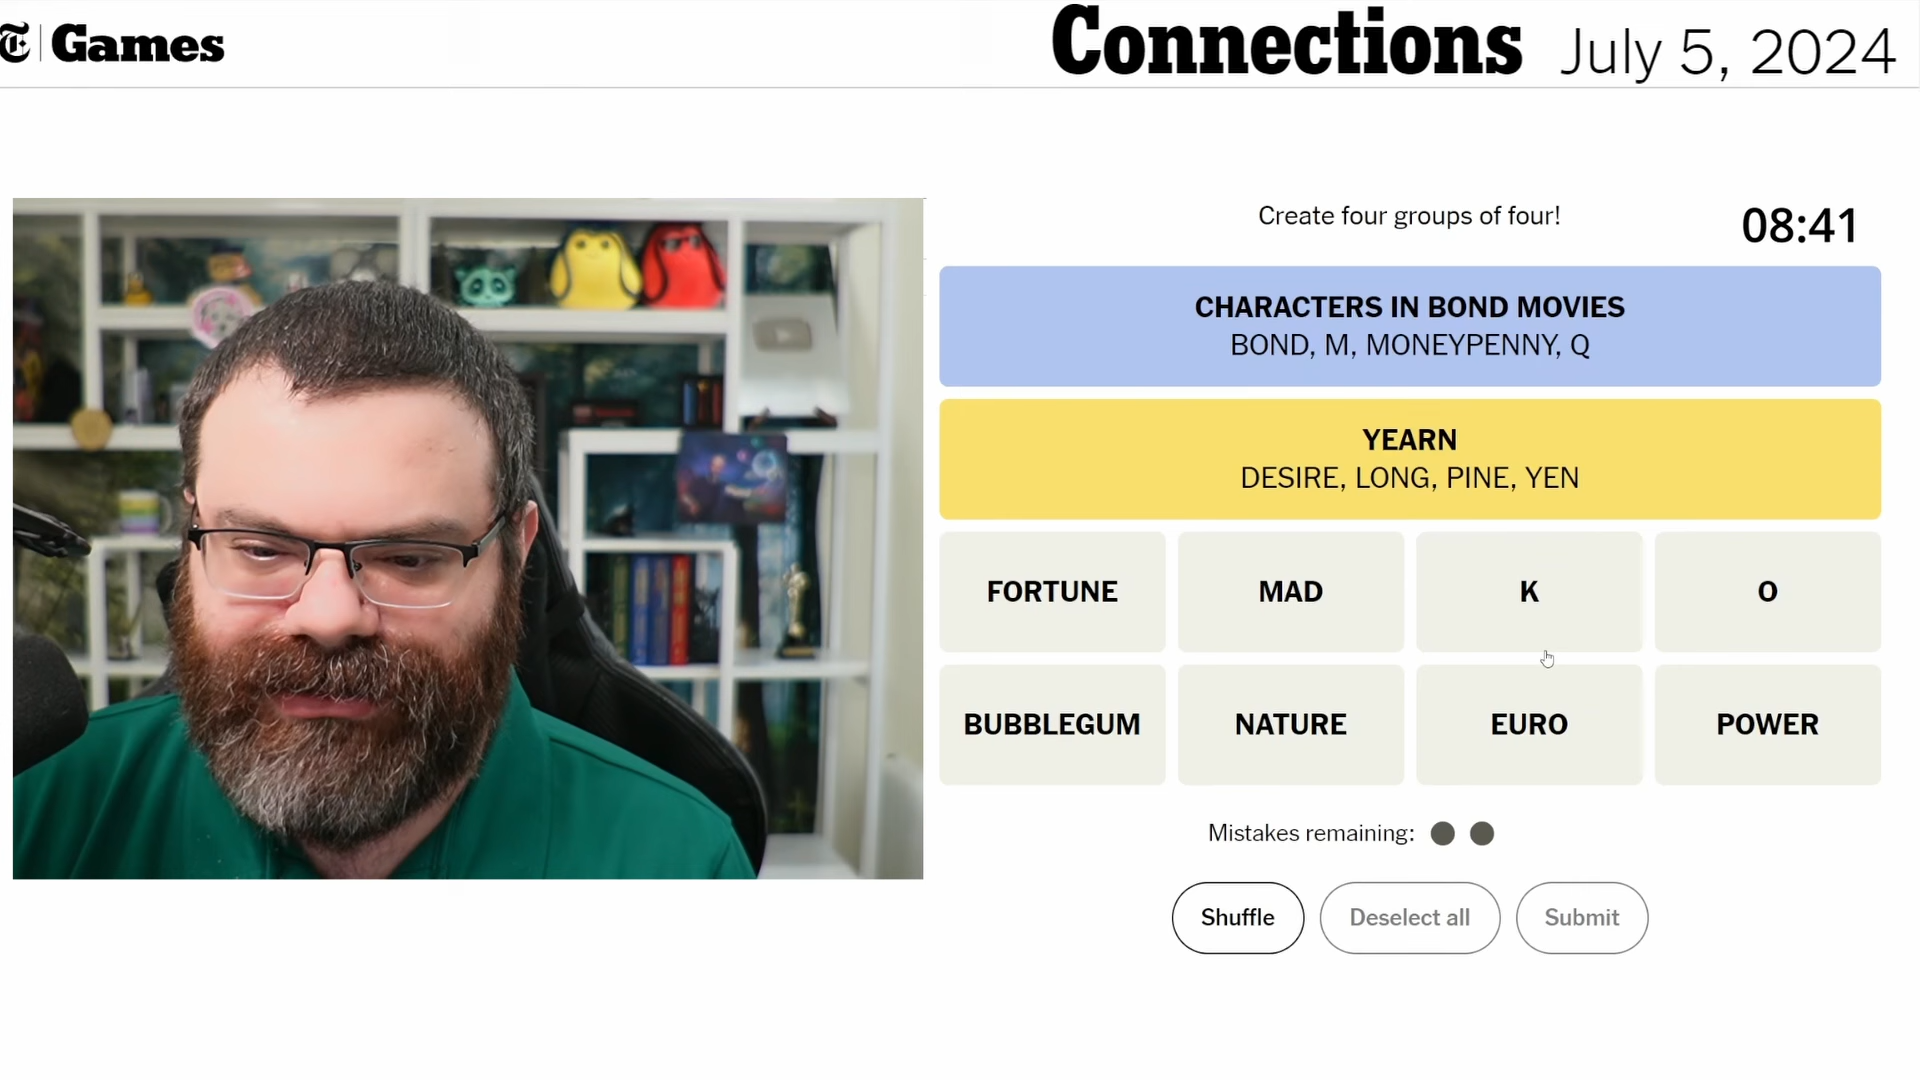 T Games
Connections July 5, 2024
Create four groups of four!
08:41
CHARACTERS IN BOND MOVIES
BOND, M, MONEYPENNY, Q
YEARN
DESIRE, LONG, PINE, YEN
FORTUNE MAD K O
BUBBLEGUM NATURE EURO POWER
Mistakes remaining:
Shuffle Deselect all Submit